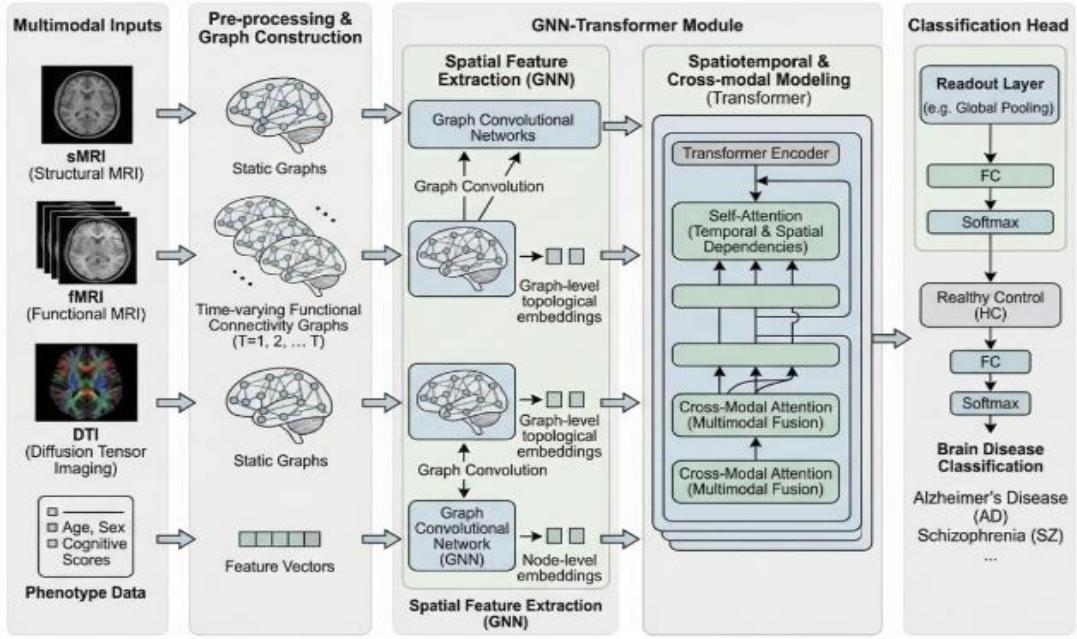 Multimodal Inputs
sMRI
(Structural MRI)
fMRI
(Functional MRI)
DTI
(Diffusion Tensor
Imaging)
Age, Sex
Cognitive
Scores
Phenotype Data
Pre-processing &
Graph Construction
Static Graphs
Time-varying Functional
Connectivity Graphs
(T=1, 2, ... T)
Static Graphs
Feature Vectors
GNN-Transformer Module
Spatial Feature
Extraction (GNN)
Graph Convolutional
Networks
Graph Convolution
Graph-level
topological
embeddings
Graph-level
topological
embeddings
Graph Convolution
Graph
Convolutional
Network
(GNN)
Node-level
embeddings
Spatial Feature Extraction
(GNN)
Spatiotemporal &
Cross-modal Modeling
(Transformer)
Transformer Encoder
Self-Attention
(Temporal & Spatial
Dependencies)
Cross-Modal Attention
(Multimodal Fusion)
Cross-Modal Attention
(Multimodal Fusion)
Classification Head
Readout Layer
(e.g. Global Pooling)
FC
Softmax
Realthy Control
(HC)
FC
Softmax
Brain Disease
Classification
Alzheimer's Disease
(AD)
Schizophrenia (SZ)
...